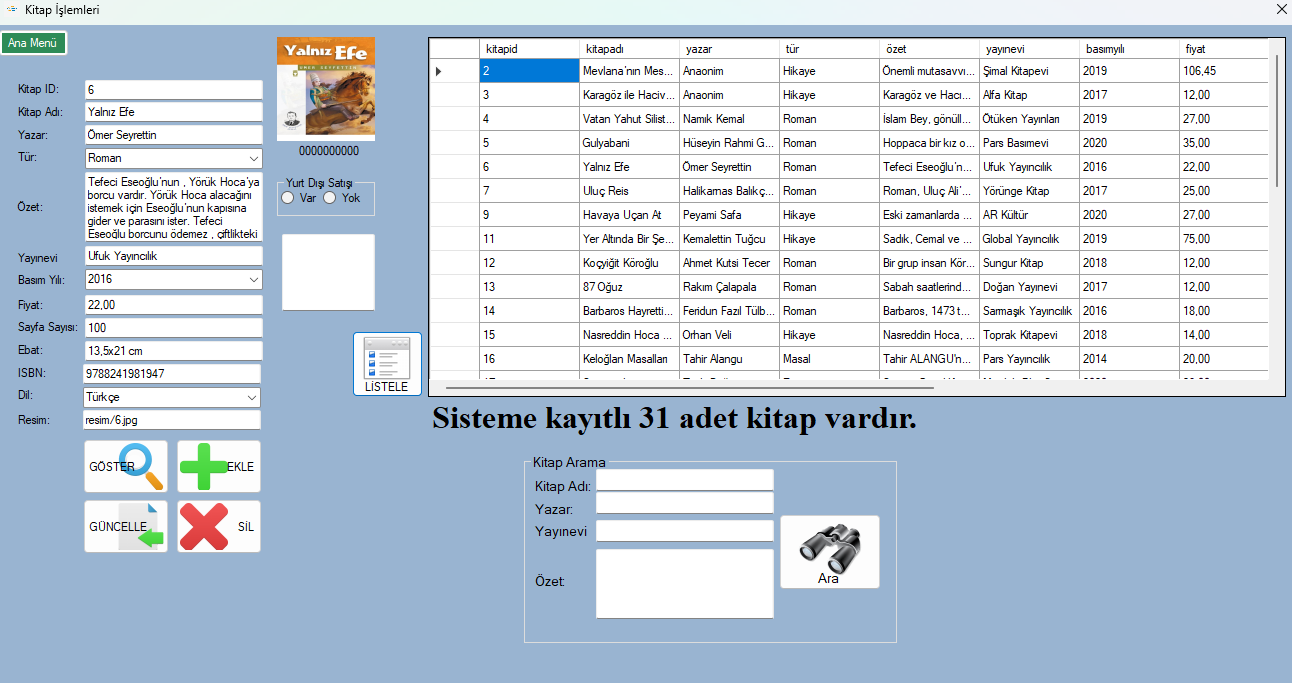 Kitap İşlemleri
Ana Menü
Kitap ID: 6
Kitap Adı: Yalnız Efe
Yazar: Ömer Seyrettin
Tür: Roman
Özet: Tefeci Eseoğlu'nun , Yörük Hoca'ya
borcu vardır. Yörük Hoca alacağını
istemek için Eseoğlu'nun kapısına
gider ve parasını ister. Tefeci
Eseoğlu borcunu ödemez , çiftlikteki
Yayınevi Ufuk Yayıncılık
Basım Yılı: 2016
Fiyat: 22,00
Sayfa Sayısı: 100
Ebat: 13,5x21 cm
ISBN: 9788241981947
Dil: Türkçe
Resim: resim/6.jpg
GÖSTER
EKLE
GÜNCELLE
SİL
Yalnız Efe
ÖMER SEYFETTİN
0000000000
Yurt Dışı Satışı
Var Yok
LİSTELE
kitapid kitapadı yazar tür özet yayınevi basımyılı fiyat
2 Mevlana'nın Mes... Anaonim Hikaye Önemli mutasavvı... Şimal Kitapevi 2019 106,45
3 Karagöz ile Haciv... Anaonim Hikaye Karagöz ve Hacı... Alfa Kitap 2017 12,00
4 Vatan Yahut Silist... Namık Kemal Roman İslam Bey, gönüll... Ötüken Yayınları 2019 27,00
5 Gulyabani Hüseyin Rahmi G... Roman Hoppaca bir kız o... Pars Basımevi 2020 35,00
6 Yalnız Efe Ömer Seyrettin Roman Tefeci Eseoğlu'n... Ufuk Yayıncılık 2016 22,00
7 Uluç Reis Halikarnas Balıkç... Roman Roman, Uluç Ali'... Yörünge Kitap 2017 25,00
9 Havaya Uçan At Peyami Safa Hikaye Eski zamanlarda ... AR Kültür 2020 27,00
11 Yer Altında Bir Şe... Kemalettin Tuğcu Hikaye Sadık, Cemal ve ... Global Yayıncılık 2019 75,00
12 Koçyiğit Köroğlu Ahmet Kutsi Tecer Roman Bir grup insan Kör... Sungur Kitap 2018 12,00
13 87 Oğuz Rakım Çalapala Roman Sabah saatlerind... Doğan Yayınevi 2017 12,00
14 Barbaros Hayretti... Feridun Fazıl Tülb... Roman Barbaros, 1473 t... Sarmaşık Yayıncılık 2016 18,00
15 Nasreddin Hoca ... Orhan Veli Hikaye Nasreddin Hoca, ... Toprak Kitapevi 2018 14,00
16 Keloğlan Masalları Tahir Alangu Masal Tahir ALANGU'n... Pars Yayıncılık 2014 20,00
Sisteme kayıtlı 31 adet kitap vardır.
Kitap Arama
Kitap Adı:
Yazar:
Yayınevi
Özet:
Ara